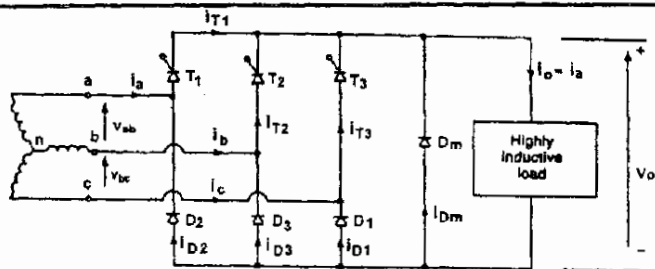 iT1
T1
T2
T3
a
ia
vab
n
b
ib
iT2
iT3
vbc
c
ic
D2
D3
D1
iD2
iD3
iD1
Dm
iDm
io = ia
Highly
inductive
load
+
vo
−